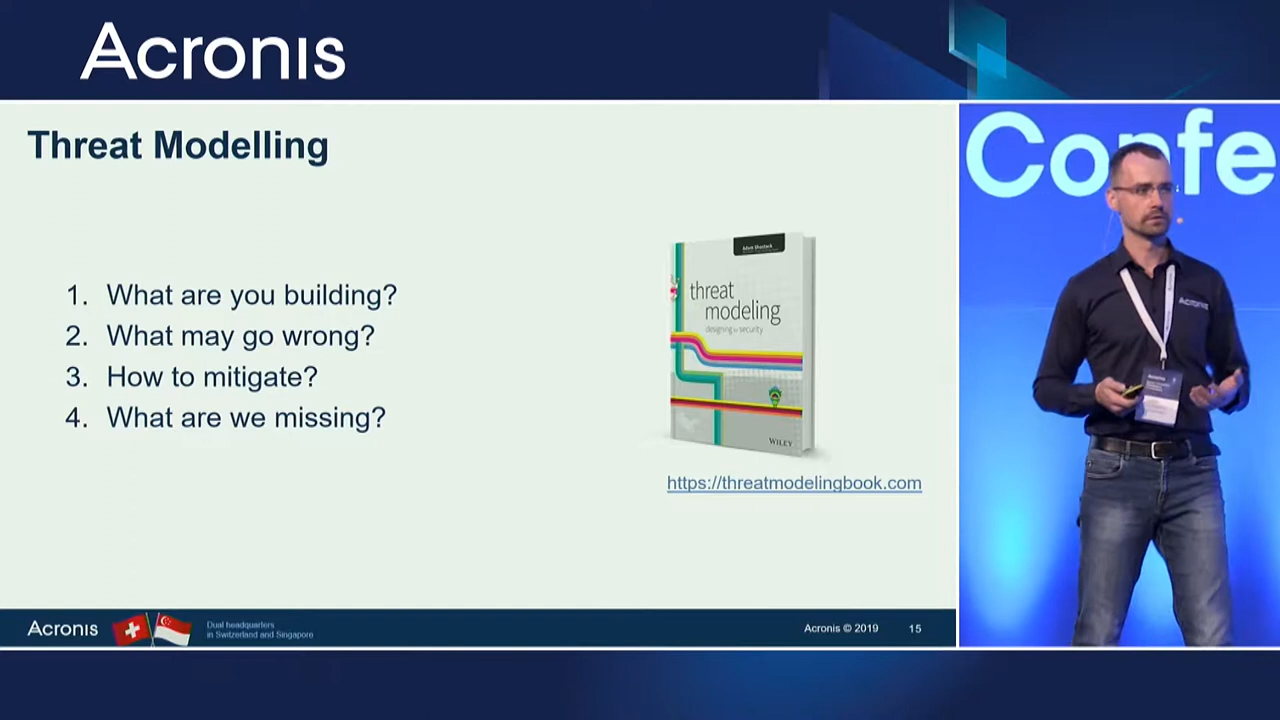 Acronis
Threat Modelling
1. What are you building?
2. What may go wrong?
3. How to mitigate?
4. What are we missing?
Adam Shostack
threat
modeling
designing for security
WILEY
https://threatmodelingbook.com
Acronis
Dual headquarters
in Switzerland and Singapore
Acronis © 2019
15
Confe
Acronis
Acronis